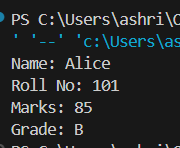 PS C:\Users\ashri\O
' '--' 'c:\Users\as
Name: Alice
Roll No: 101
Marks: 85
Grade: B